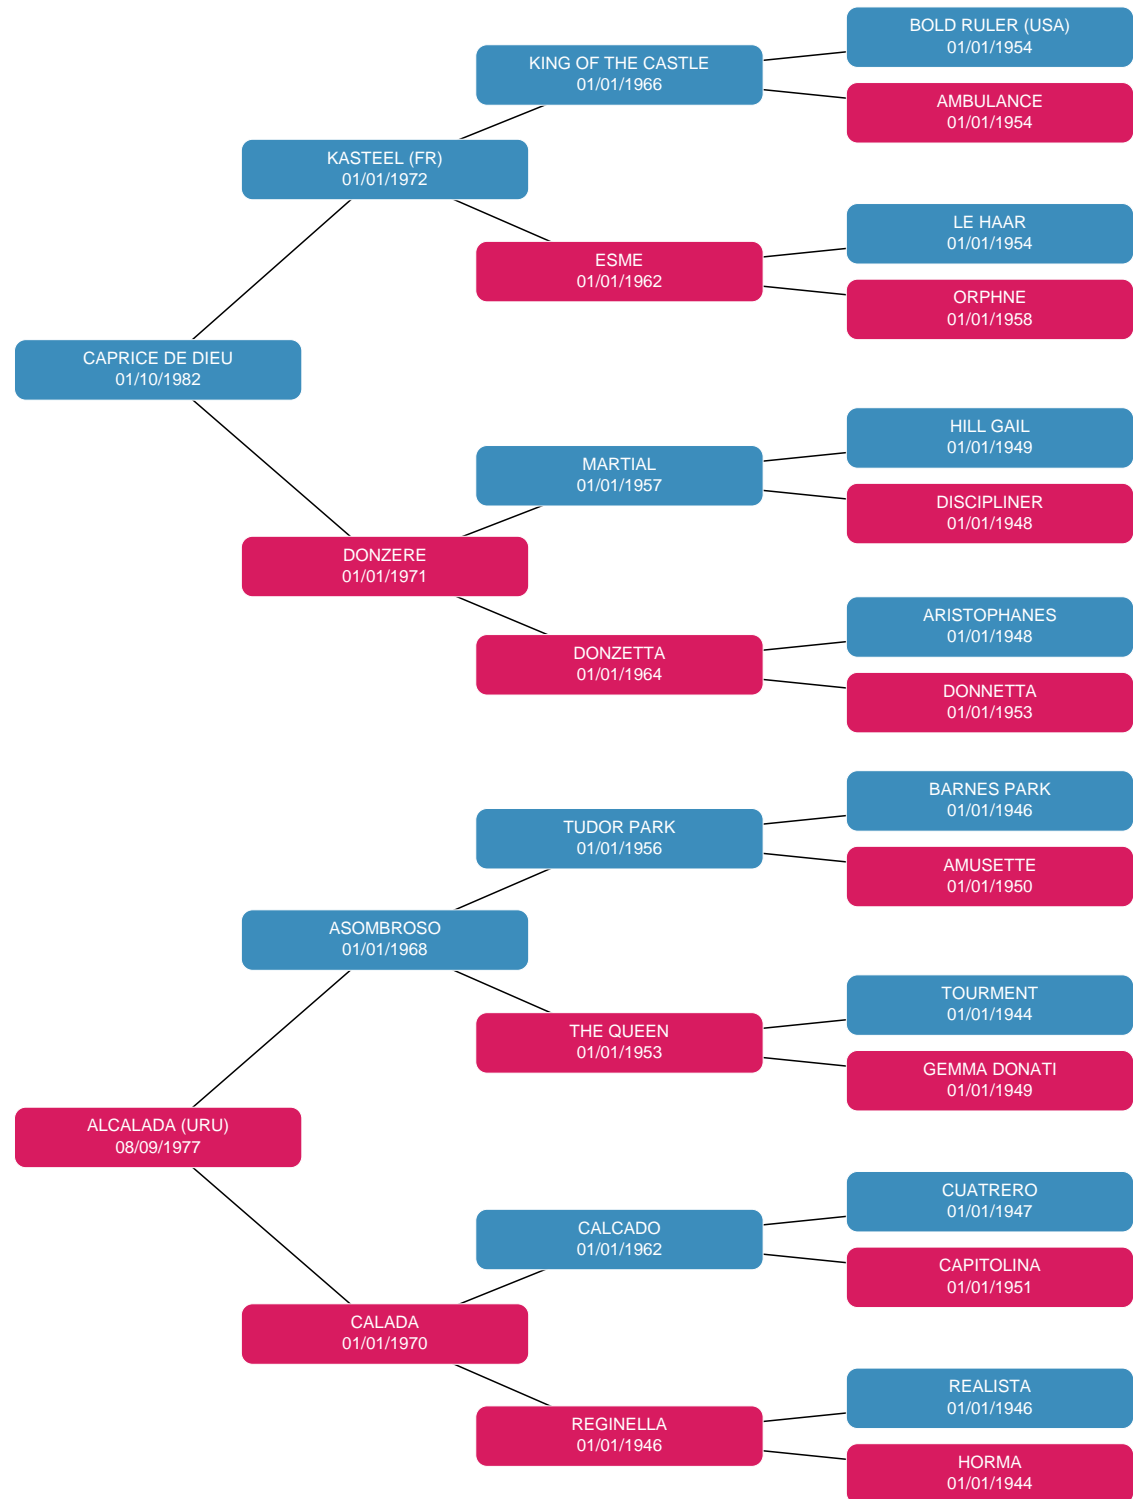 BOLD RULER (USA)
01/01/1954
KING OF THE CASTLE
01/01/1966
AMBULANCE
01/01/1954
KASTEEL (FR)
01/01/1972
LE HAAR
01/01/1954
ESME
01/01/1962
ORPHNE
01/01/1958
CAPRICE DE DIEU
01/10/1982
HILL GAIL
01/01/1949
MARTIAL
01/01/1957
DISCIPLINER
01/01/1948
DONZERE
01/01/1971
ARISTOPHANES
01/01/1948
DONZETTA
01/01/1964
DONNETTA
01/01/1953
BARNES PARK
01/01/1946
TUDOR PARK
01/01/1956
AMUSETTE
01/01/1950
ASOMBROSO
01/01/1968
TOURMENT
01/01/1944
THE QUEEN
01/01/1953
GEMMA DONATI
01/01/1949
ALCALADA (URU)
08/09/1977
CUATRERO
01/01/1947
CALCADO
01/01/1962
CAPITOLINA
01/01/1951
CALADA
01/01/1970
REALISTA
01/01/1946
REGINELLA
01/01/1946
HORMA
01/01/1944